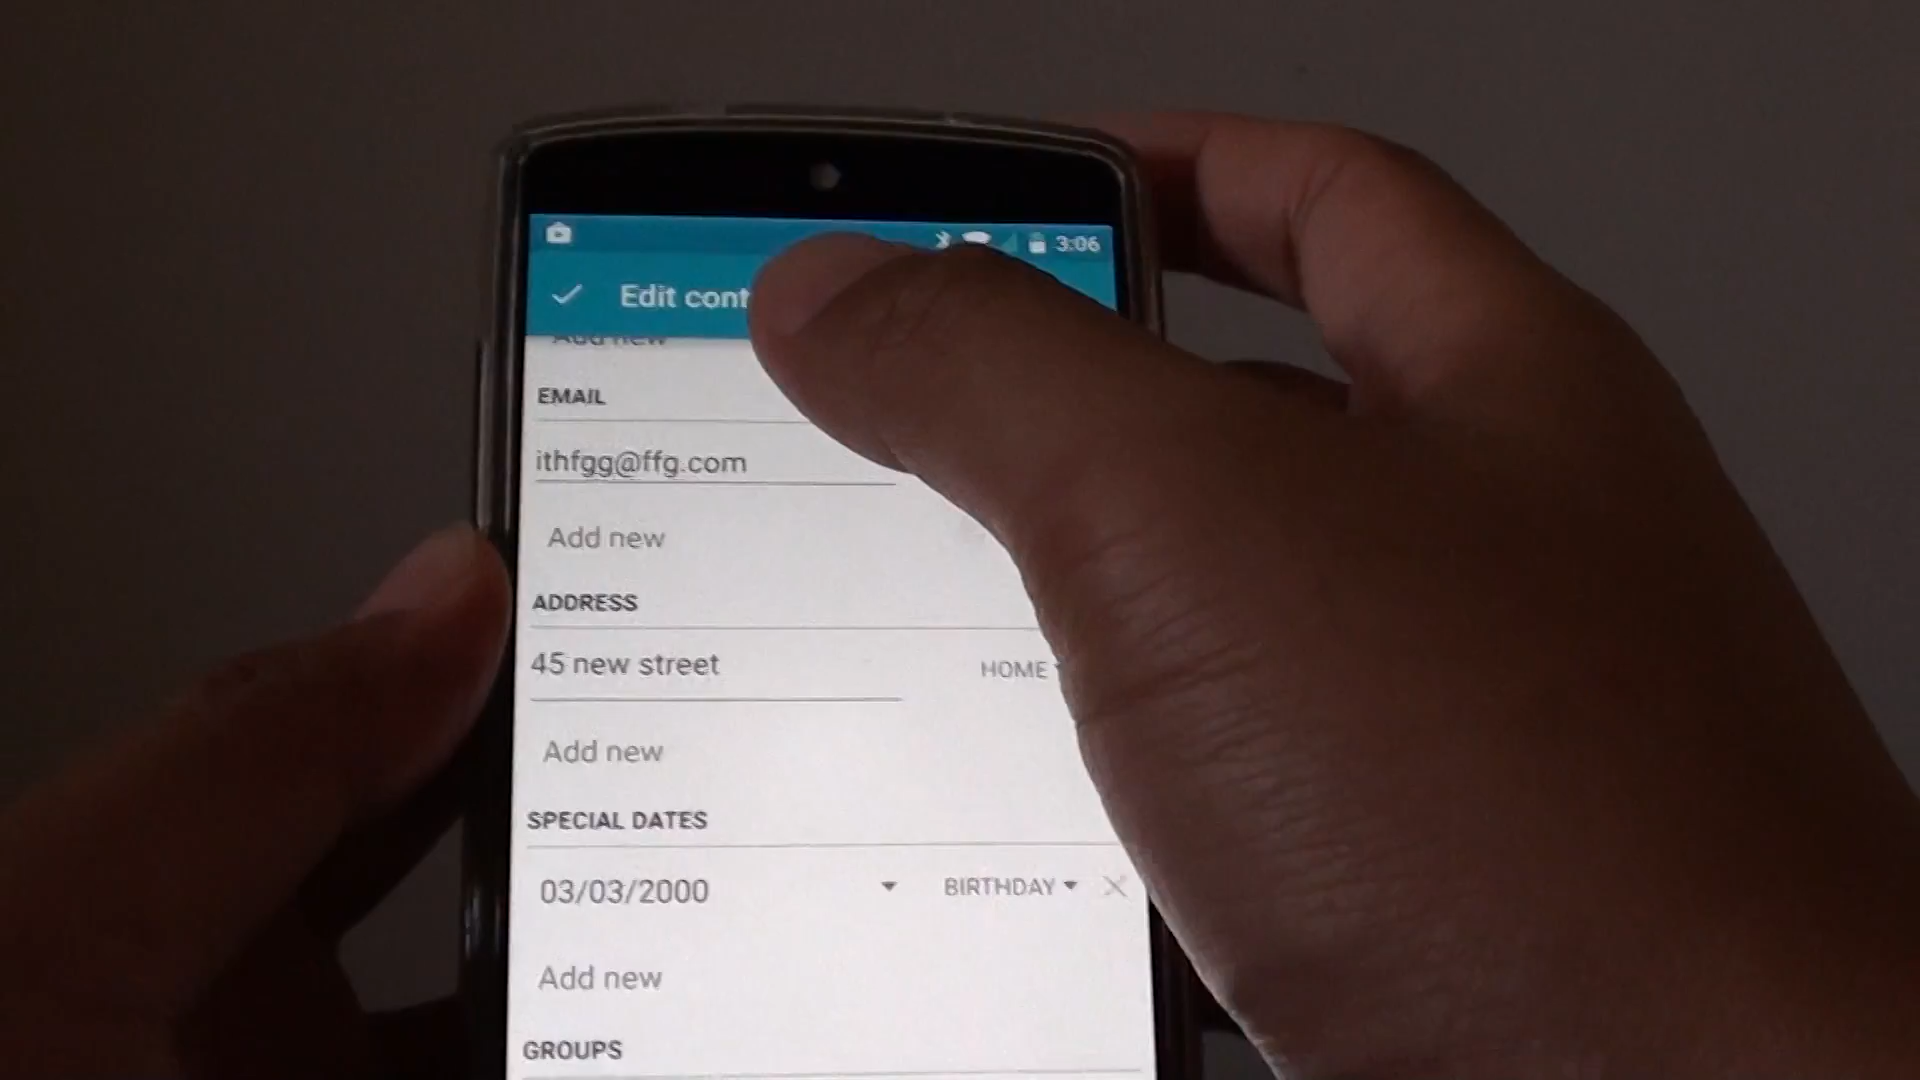 3:06
Edit cont
Add new
EMAIL
ithfgg@ffg.com
Add new
ADDRESS
45 new street HOME
Add new
SPECIAL DATES
03/03/2000 BIRTHDAY
Add new
GROUPS